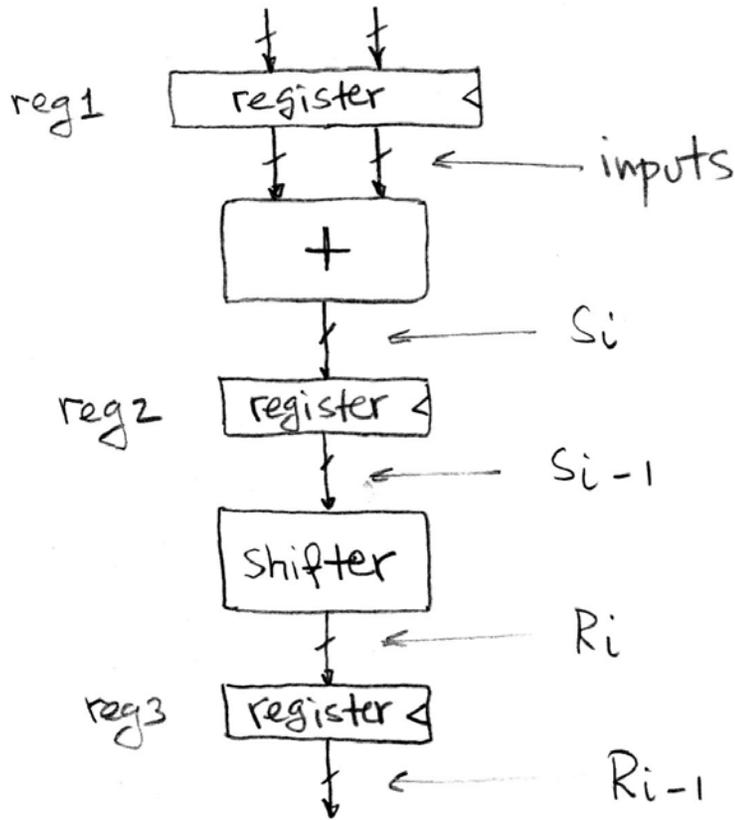 reg1 register
inputs
+
Si
reg2 register
Si-1
shifter
Ri
reg3 register
Ri-1